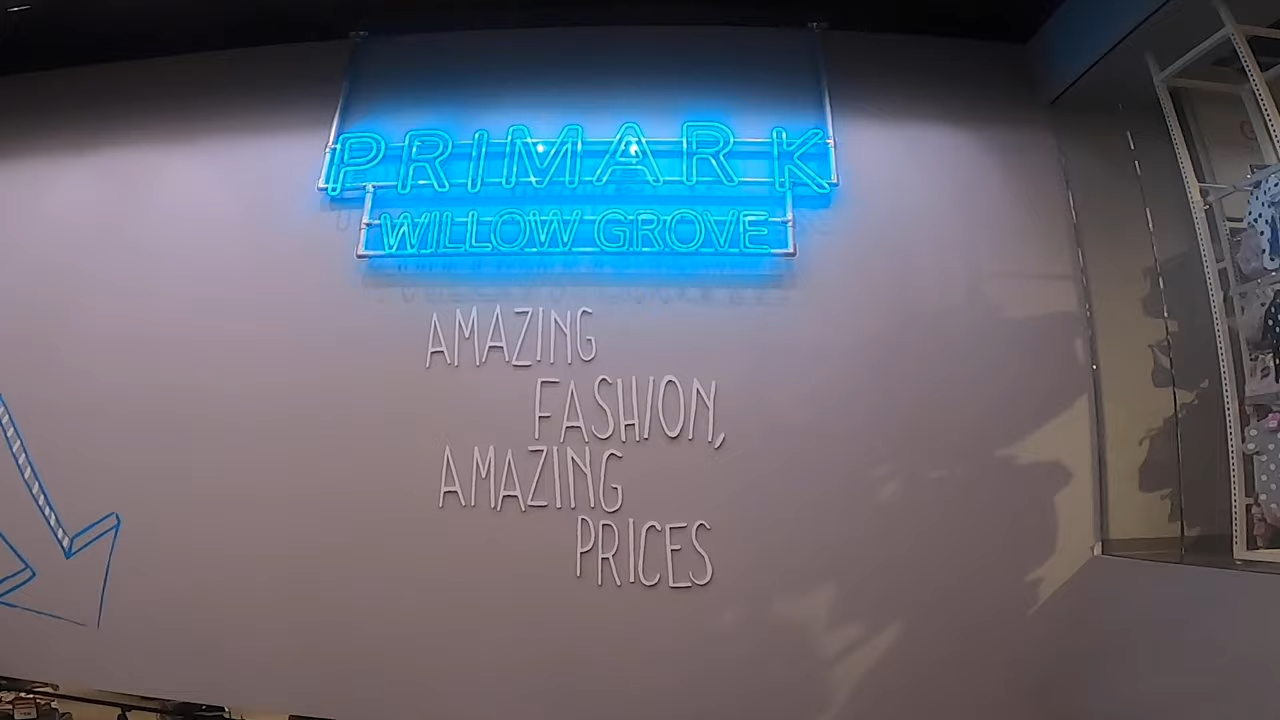 PRIMARK
WILLOW GROVE
AMAZING
FASHION,
AMAZING
PRICES